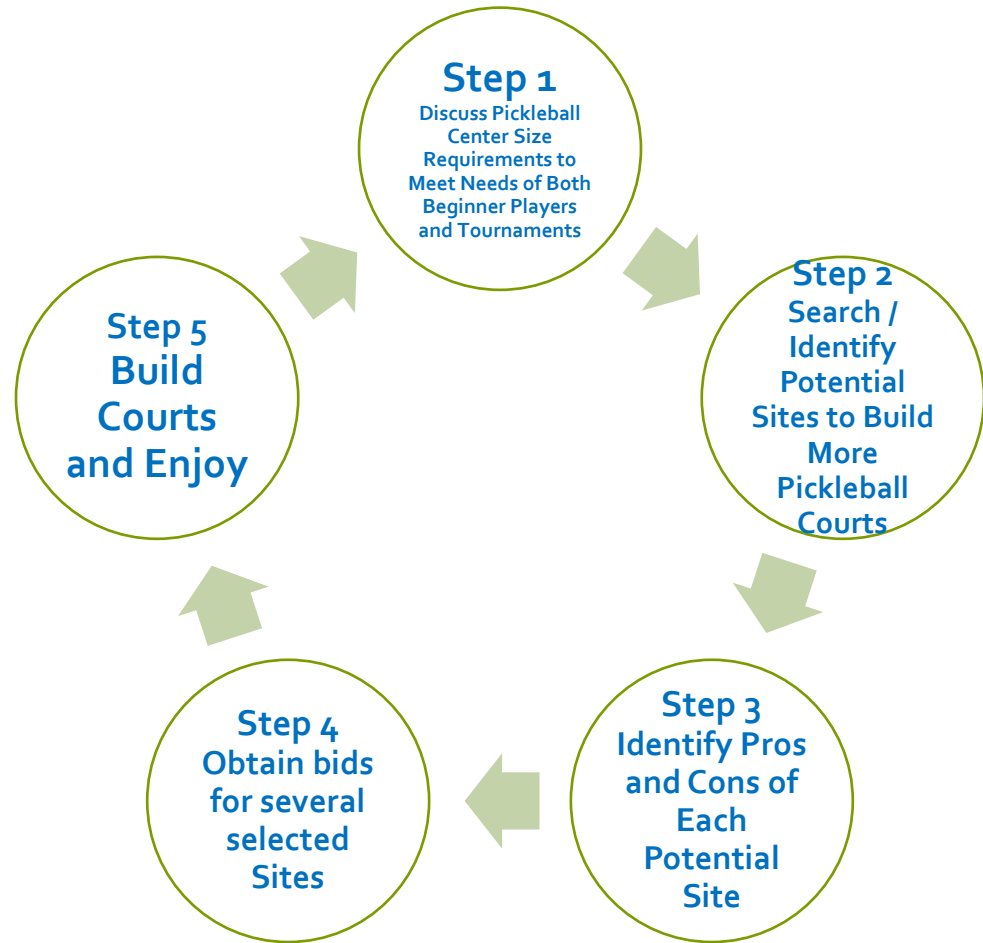 Step 1
Discuss Pickleball
Center Size
Requirements to
Meet Needs of Both
Beginner Players
and Tournaments
Step 2
Search /
Identify
Potential
Sites to Build
More
Pickleball
Courts
Step 3
Identify Pros
and Cons of
Each
Potential
Site
Step 4
Obtain bids
for several
selected
Sites
Step 5
Build
Courts
and Enjoy